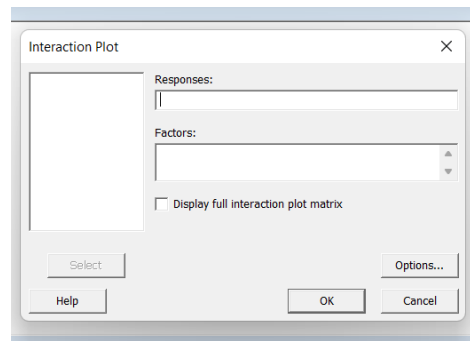 Interaction Plot
Responses:
Factors:
Display full interaction plot matrix
Select
Options...
Help
OK
Cancel